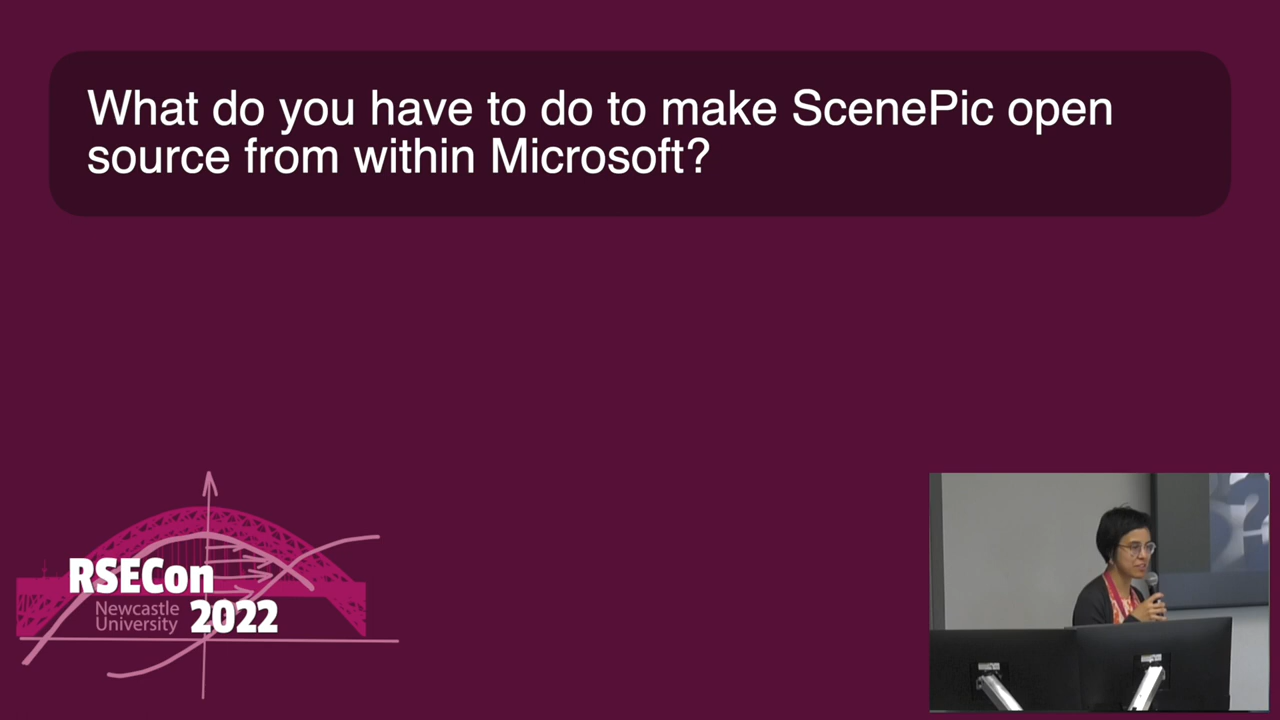 What do you have to do to make ScenePic open
source from within Microsoft?
RSECon
Newcastle
University
2022